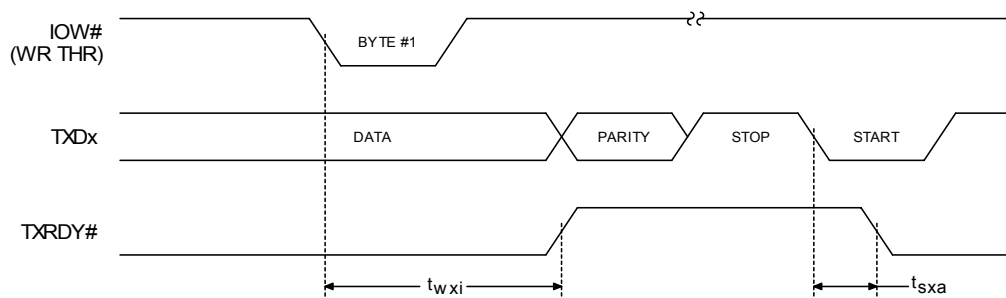 IOW#
(WR THR)
BYTE #1
TXDx
DATA
PARITY
STOP
START
TXRDY#
twxi
tsxa